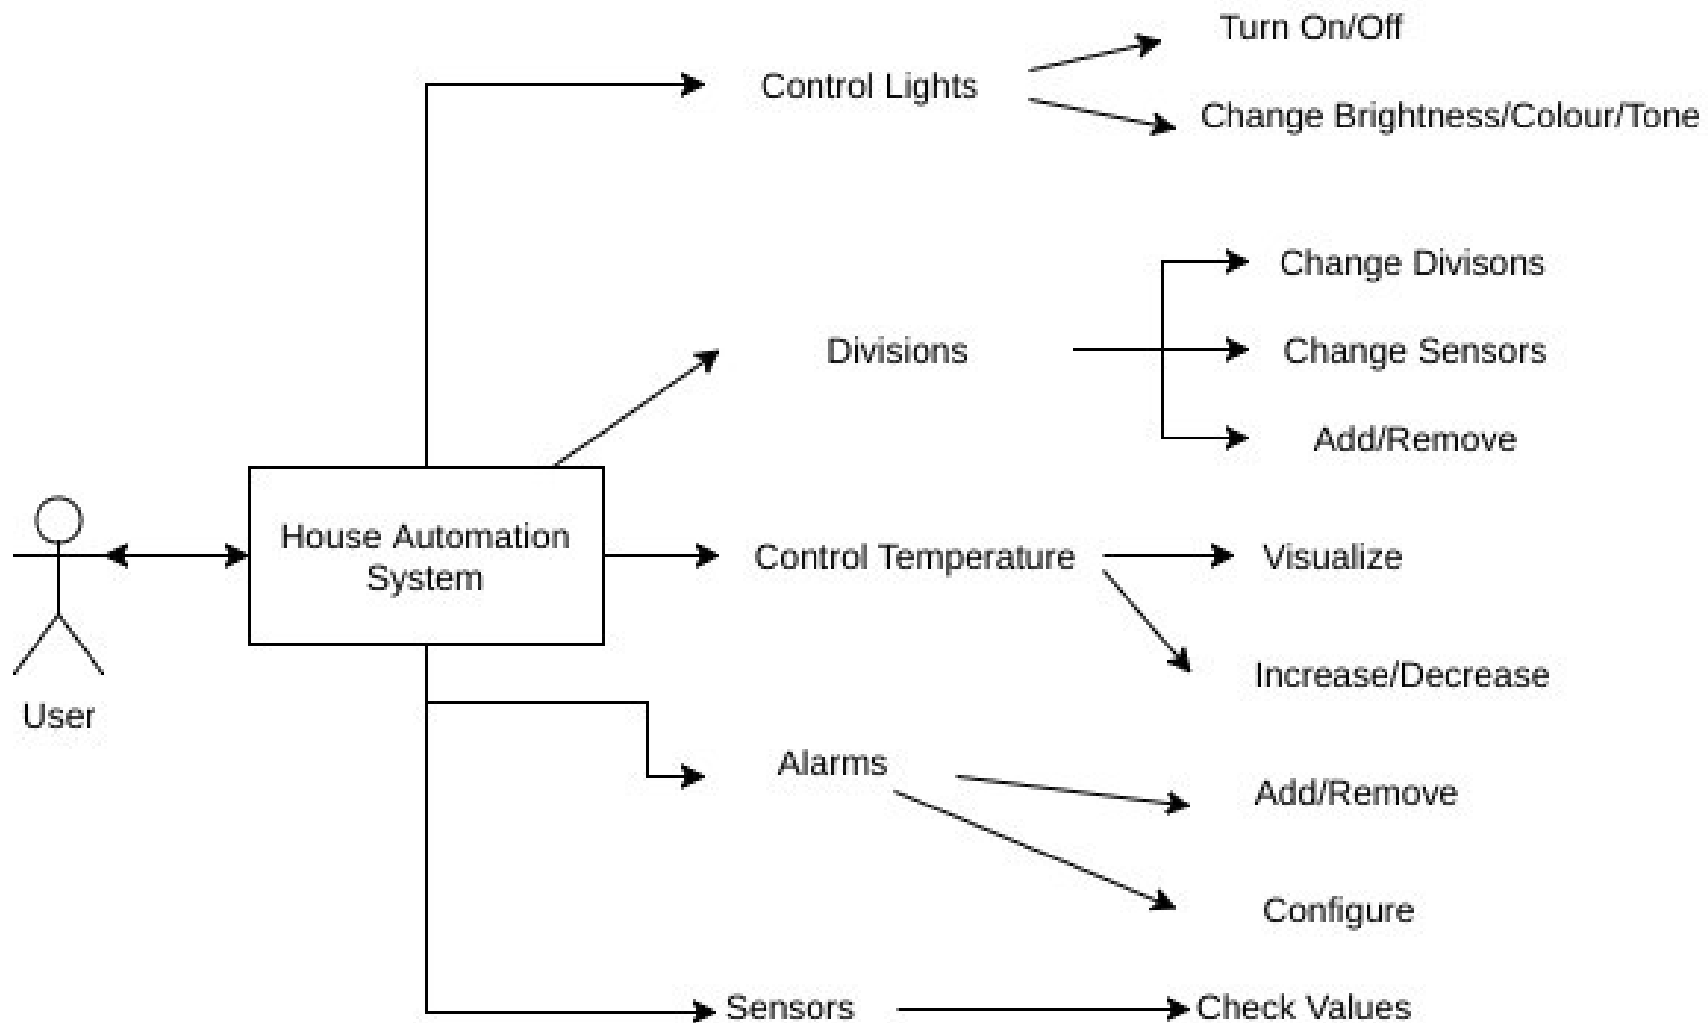 Turn On/Off
Control Lights
Change Brightness/Colour/Tone
Change Divisons
Divisions
Change Sensors
Add/Remove
House Automation
System
Control Temperature
Visualize
Increase/Decrease
User
Alarms
Add/Remove
Configure
Sensors
Check Values